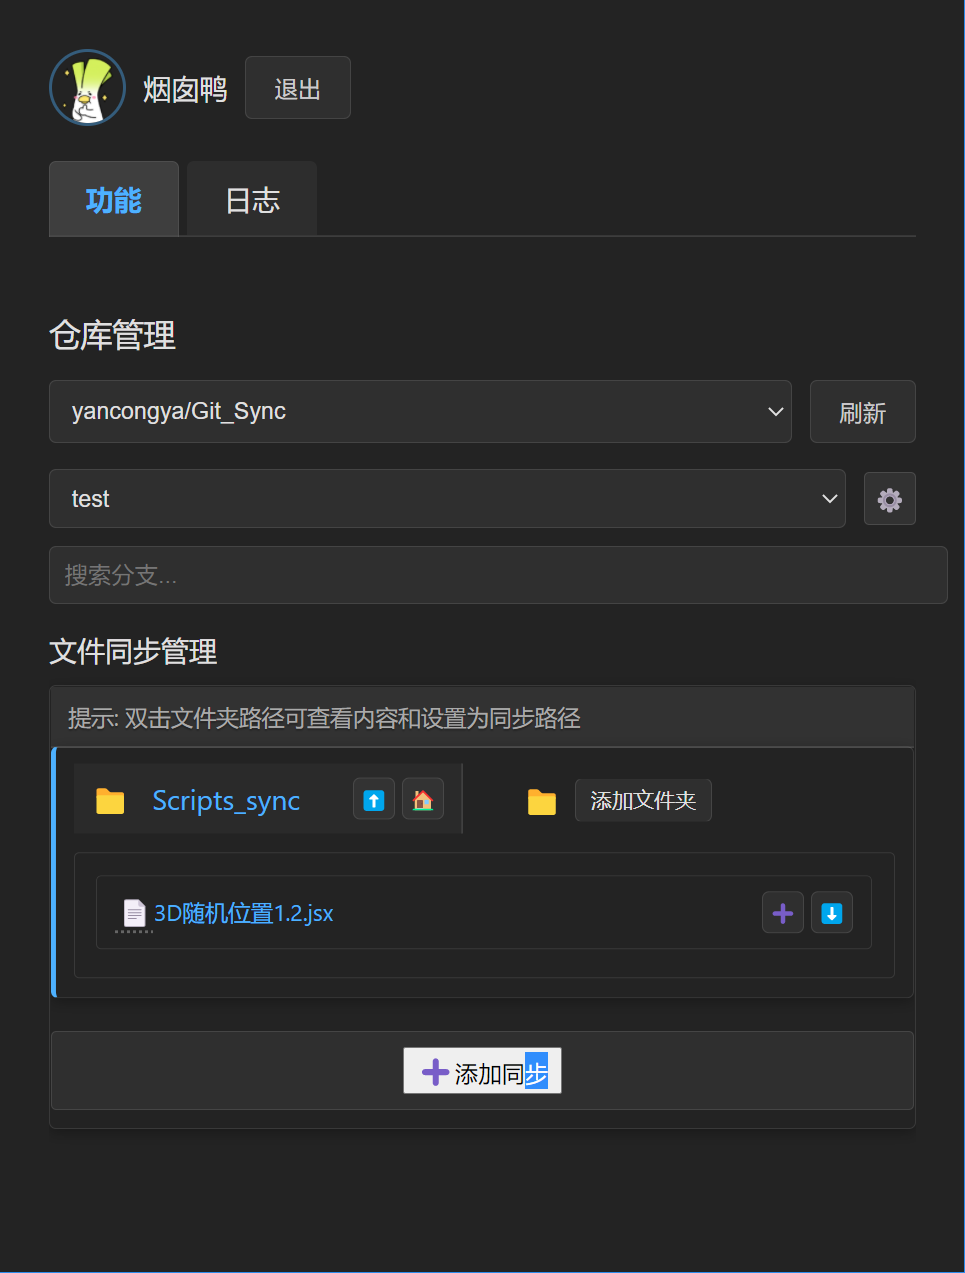 烟囱鸭
退出
功能
日志
仓库管理
yancongya/Git_Sync
刷新
test
搜索分支...
文件同步管理
提示: 双击文件夹路径可查看内容和设置为同步路径
Scripts_sync
添加文件夹
3D随机位置1.2.jsx
添加同步